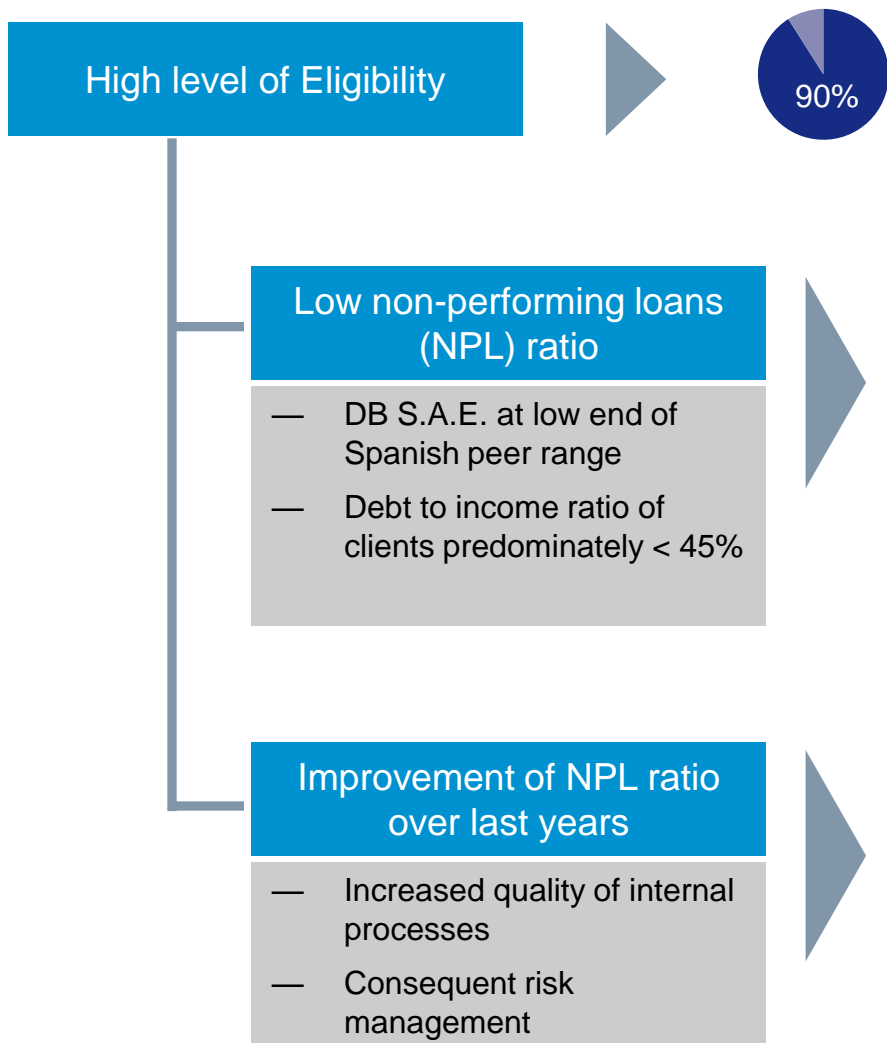 High level of Eligibility
90%
Low non-performing loans
(NPL) ratio
— DB S.A.E. at low end of
Spanish peer range
— Debt to income ratio of
clients predominately < 45%
Improvement of NPL ratio
over last years
— Increased quality of internal
processes
— Consequent risk
management